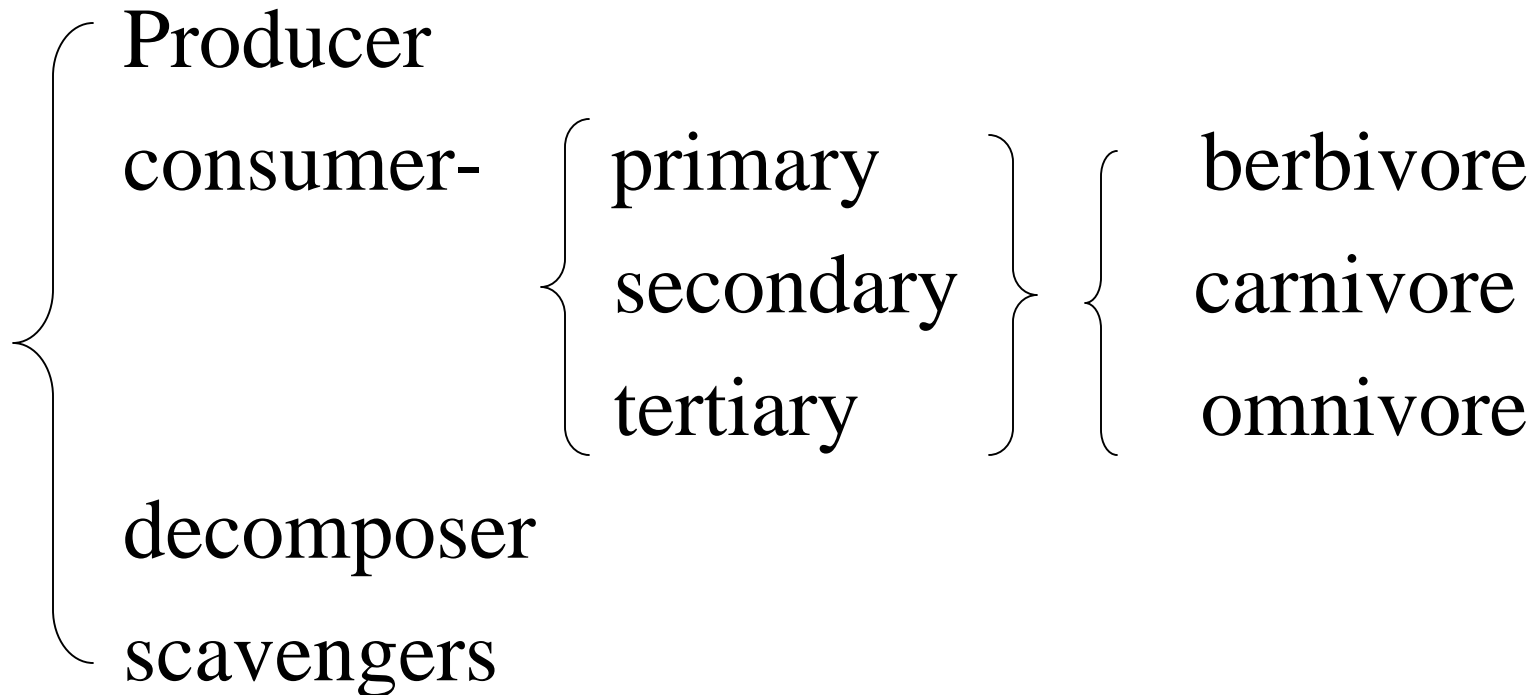 Producer
consumer- primary berbivore
secondary carnivore
tertiary omnivore
decomposer
scavengers